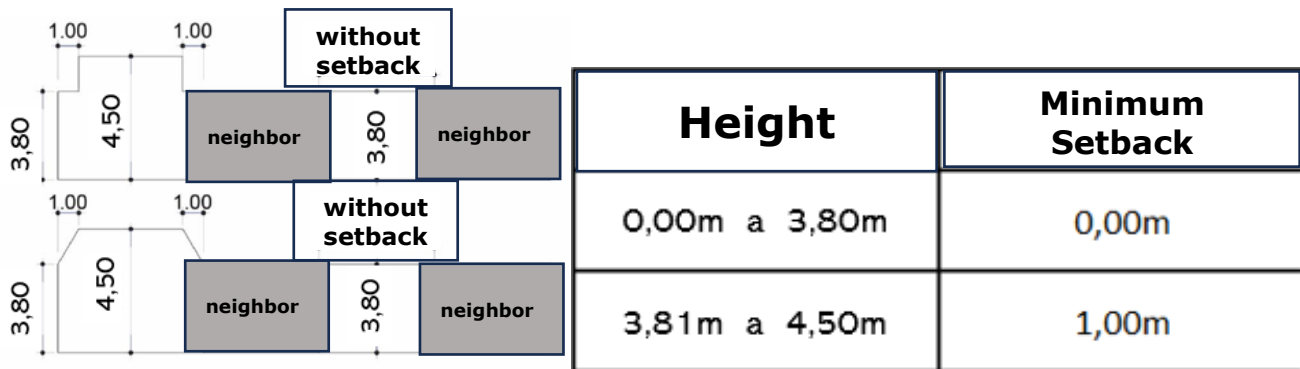 1.00 1.00
without
setback
3,80
4,50
neighbor
3,80
neighbor
1.00 1.00
without
setback
3,80
4,50
neighbor
3,80
neighbor
Height
Minimum
Setback
0,00m a 3,80m
0,00m
3,81m a 4,50m
1,00m